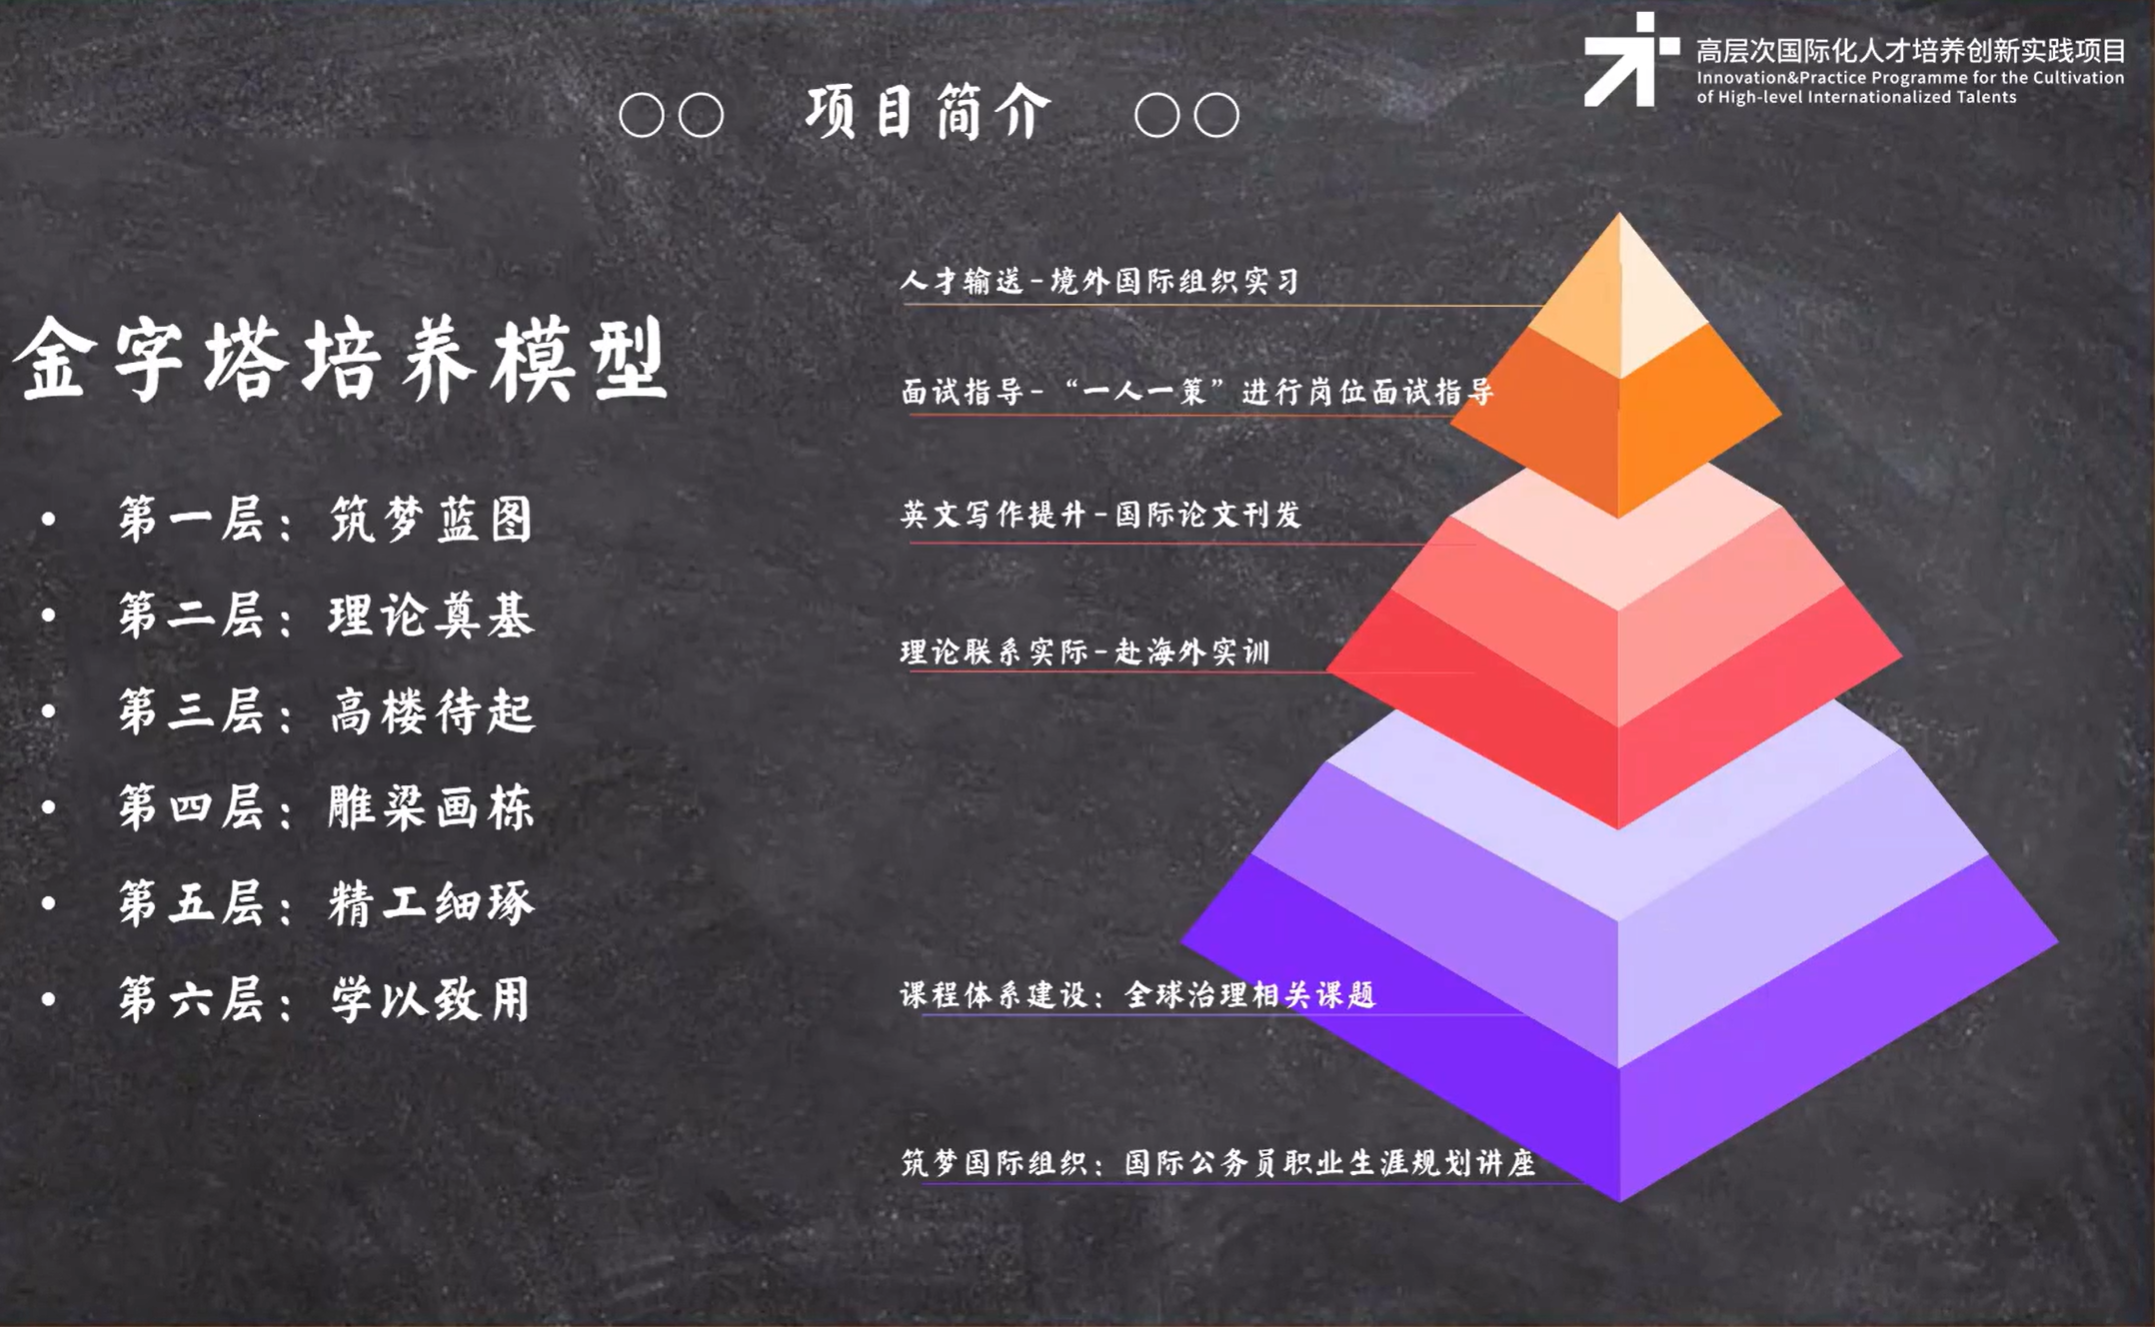 高层次国际化人才培养创新实践项目
Innovation&Practice Programme for the Cultivation
of High-level Internationalized Talents
项目简介
金字塔培养模型
• 第一层：筑梦蓝图
• 第二层：理论奠基
• 第三层：高楼待起
• 第四层：雕梁画栋
• 第五层：精工细琢
• 第六层：学以致用
人才输送-境外国际组织实习
面试指导-“一人一策”进行岗位面试指导
英文写作提升-国际论文刊发
理论联系实际-赴海外实训
课程体系建设：全球治理相关课题
筑梦国际组织：国际公务员职业生涯规划讲座